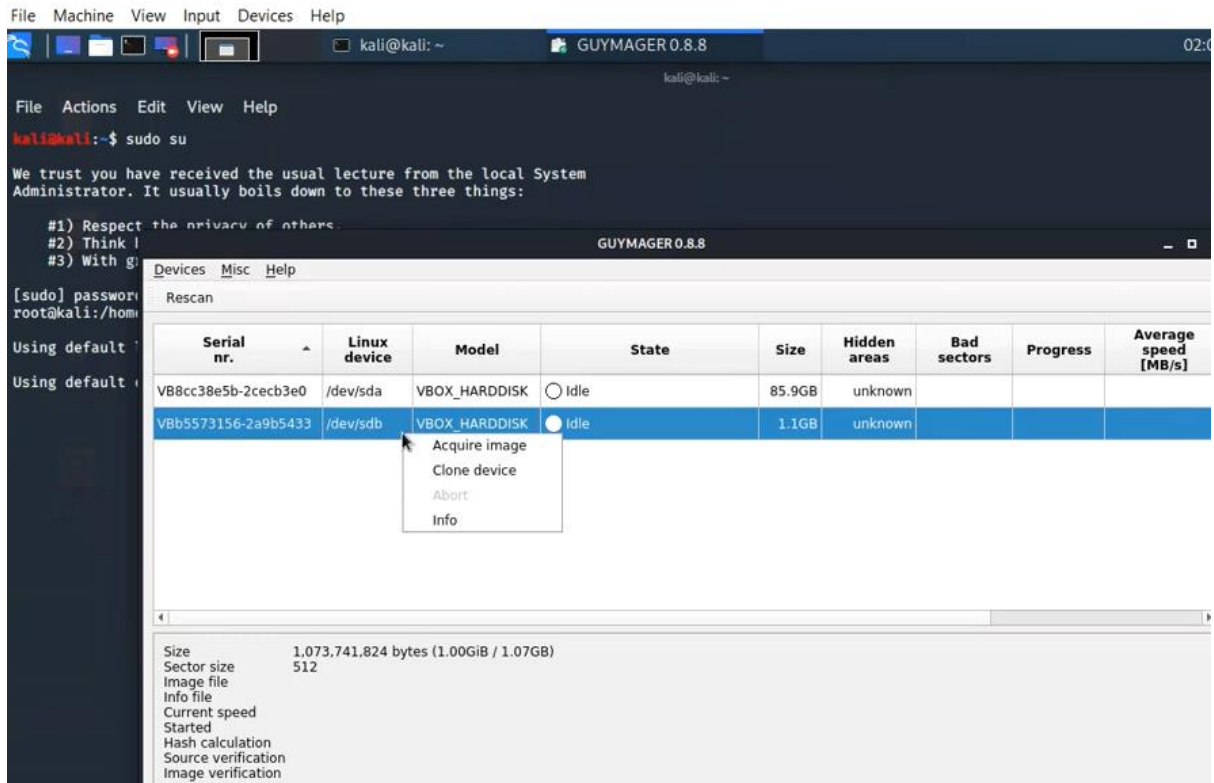 File Machine View Input Devices Help
kali@kali: ~ GUYMAGER 0.8.8 02:0
kali@kali: ~
File Actions Edit View Help
kali@kali:~$ sudo su
We trust you have received the usual lecture from the local System
Administrator. It usually boils down to these three things:
#1) Respect the privacy of others.
#2) Think
#3) With g
GUYMAGER 0.8.8
Devices Misc Help
[sudo] passwor
Rescan
root@kali:/hom
Using default
Using default
Serial nr. Linux device Model State Size Hidden areas Bad sectors Progress Average speed [MB/s]
VB8cc38e5b-2cecb3e0 /dev/sda VBOX_HARDDISK Idle 85.9GB unknown
VBb5573156-2a9b5433 /dev/sdb VBOX_HARDDISK Idle 1.1GB unknown
Acquire image
Clone device
Abort
Info
Size 1,073,741,824 bytes (1.00GiB / 1.07GB)
Sector size 512
Image file
Info file
Current speed
Started
Hash calculation
Source verification
Image verification